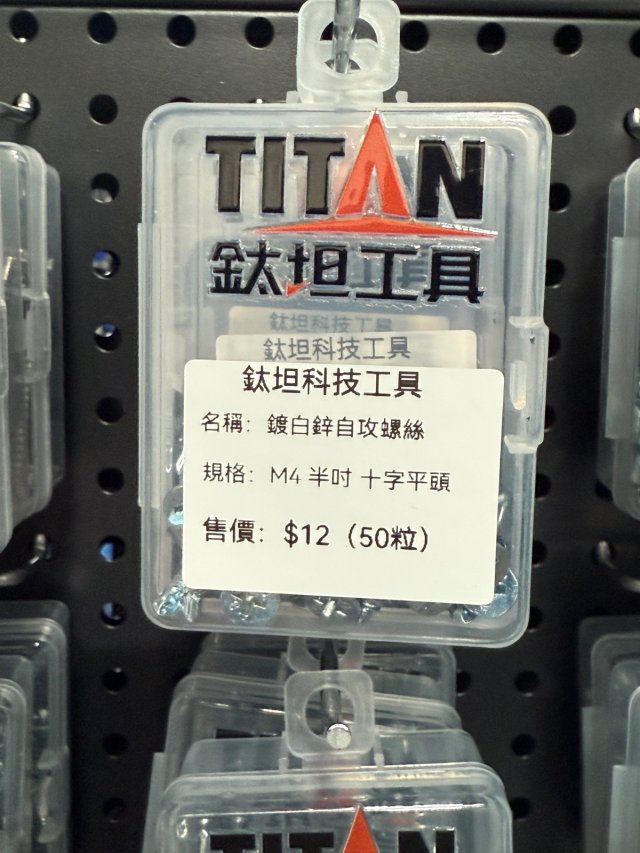 TITAN
鈦坦工具
鈦坦科技工具
鈦坦科技工具
鈦坦科技工具
名稱：鍍白鋅自攻螺絲
規格：M4 半吋 十字平頭
售價：$12（50粒）
TITAN